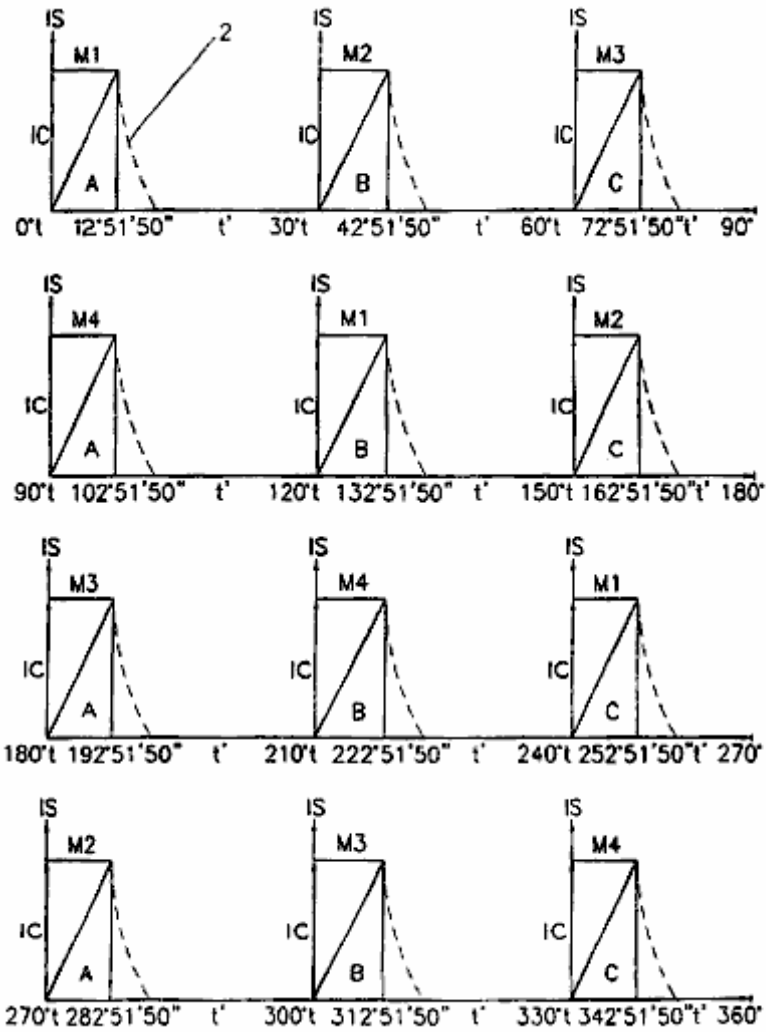 IS IS IS
M1 2 M2 M3
IC IC IC
A B C
0°t 12°51'50" t' 30°t 42°51'50" t' 60°t 72°51'50"t' 90°
IS IS IS
M4 M1 M2
IC IC IC
A B C
90°t 102°51'50" t' 120°t 132°51'50" t' 150°t 162°51'50"t' 180°
IS IS IS
M3 M4 M1
IC IC IC
A B C
180°t 192°51'50" t' 210°t 222°51'50" t' 240°t 252°51'50"t' 270°
IS IS IS
M2 M3 M4
IC IC IC
A B C
270°t 282°51'50" t' 300°t 312°51'50" t' 330°t 342°51'50"t' 360°